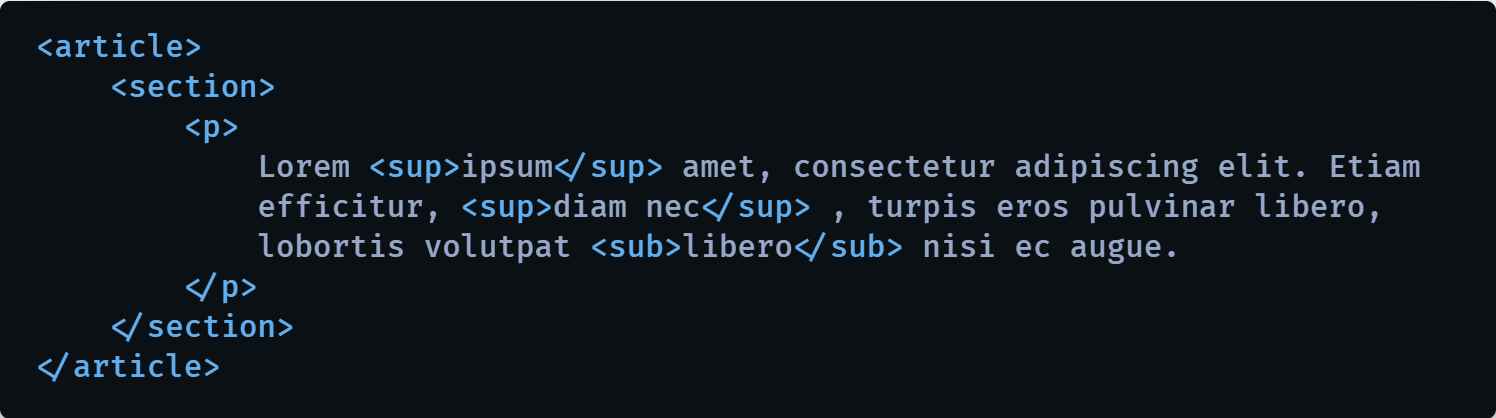 <article>
    <section>
        <p>
            Lorem <sup>ipsum</sup> amet, consectetur adipiscing elit. Etiam
            efficitur, <sup>diam nec</sup> , turpis eros pulvinar libero,
            lobortis volutpat <sub>libero</sub> nisi ec augue.
        </p>
    </section>
</article>